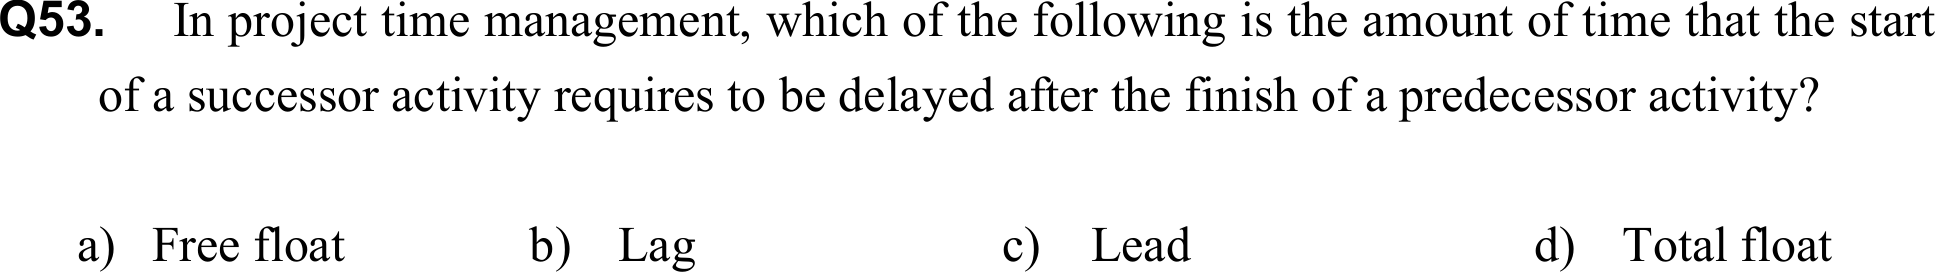 Q53. In project time management, which of the following is the amount of time that the start
of a successor activity requires to be delayed after the finish of a predecessor activity?
a) Free float b) Lag c) Lead d) Total float